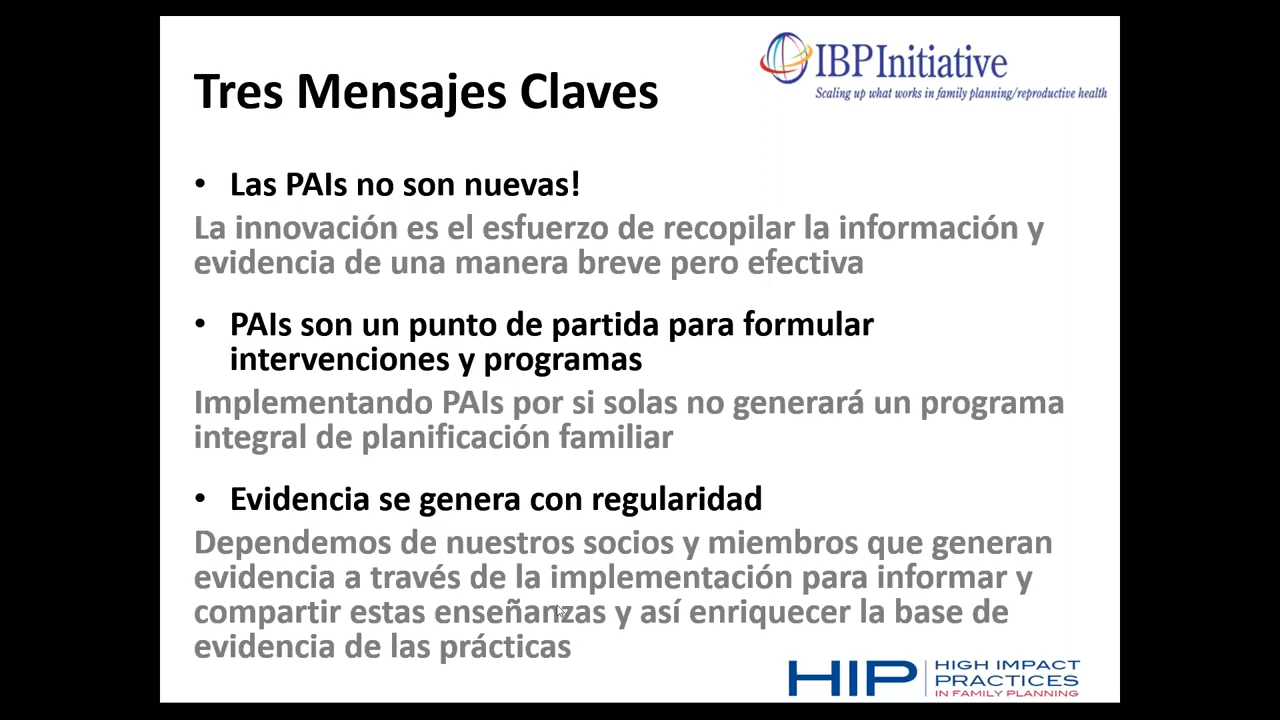 IBP Initiative
Scaling up what works in family planning/reproductive health
Tres Mensajes Claves
• Las PAIs no son nuevas!
La innovación es el esfuerzo de recopilar la información y
evidencia de una manera breve pero efectiva
• PAIs son un punto de partida para formular
intervenciones y programas
Implementando PAIs por si solas no generará un programa
integral de planificación familiar
• Evidencia se genera con regularidad
Dependemos de nuestros socios y miembros que generan
evidencia a través de la implementación para informar y
compartir estas enseñanzas y así enriquecer la base de
evidencia de las prácticas
HIP
HIGH IMPACT
PRACTICES
IN FAMILY PLANNING